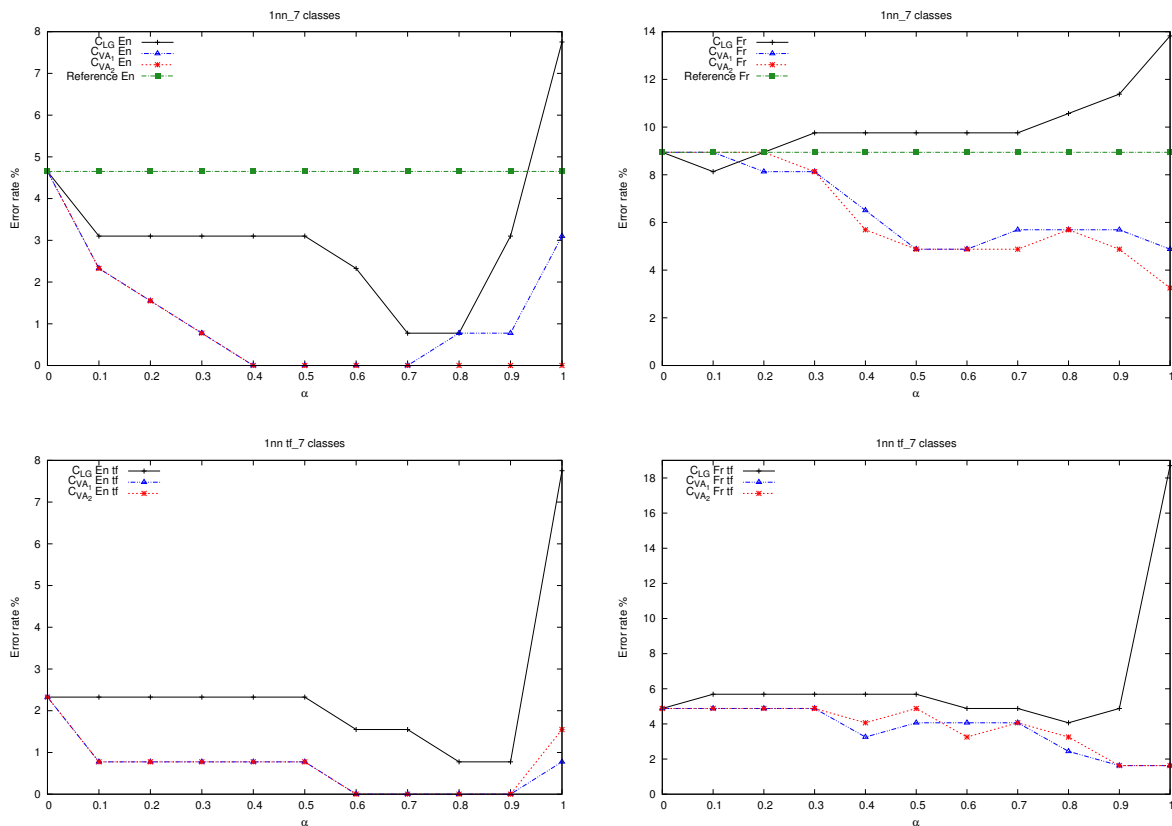 1nn_7 classes
C_LG En
C_VA1 En
C_VA2 En
Reference En
8
7
6
5
4
3
2
1
0
Error rate %
0 0.1 0.2 0.3 0.4 0.5 0.6 0.7 0.8 0.9 1
α
1nn_7 classes
C_LG Fr
C_VA1 Fr
C_VA2 Fr
Reference Fr
14
12
10
8
6
4
2
0
Error rate %
0 0.1 0.2 0.3 0.4 0.5 0.6 0.7 0.8 0.9 1
α
1nn tf_7 classes
C_LG En tf
C_VA1 En tf
C_VA2 En tf
8
7
6
5
4
3
2
1
0
Error rate %
0 0.1 0.2 0.3 0.4 0.5 0.6 0.7 0.8 0.9 1
α
1nn tf_7 classes
C_LG Fr tf
C_VA1 Fr tf
C_VA2 Fr tf
18
16
14
12
10
8
6
4
2
0
Error rate %
0 0.1 0.2 0.3 0.4 0.5 0.6 0.7 0.8 0.9 1
α